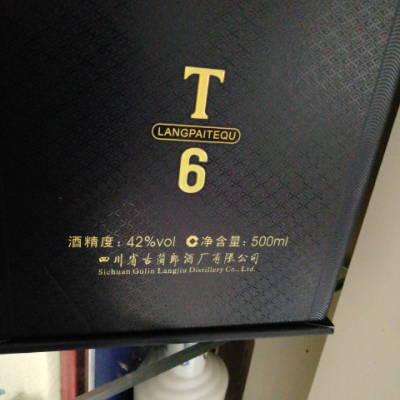 T
LANGPAITEQU
6
酒精度: 42%vol 净含量: 500ml
四川省古蔺郎酒厂有限公司
Sichuan Gulin Langjiu Distillery Co., Ltd.